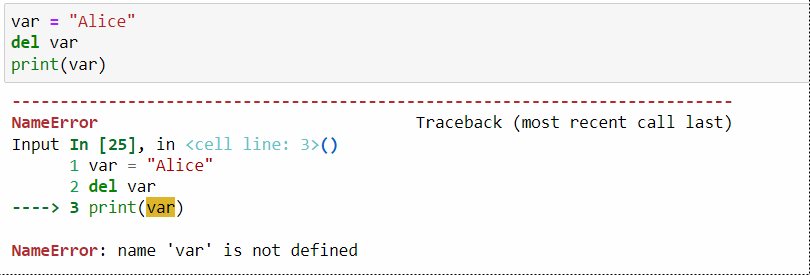 var = "Alice"
del var
print(var)
---------------------------------------------------------------------------
NameError                                 Traceback (most recent call last)
Input In [25], in <cell line: 3>()
      1 var = "Alice"
      2 del var
----> 3 print(var)

NameError: name 'var' is not defined